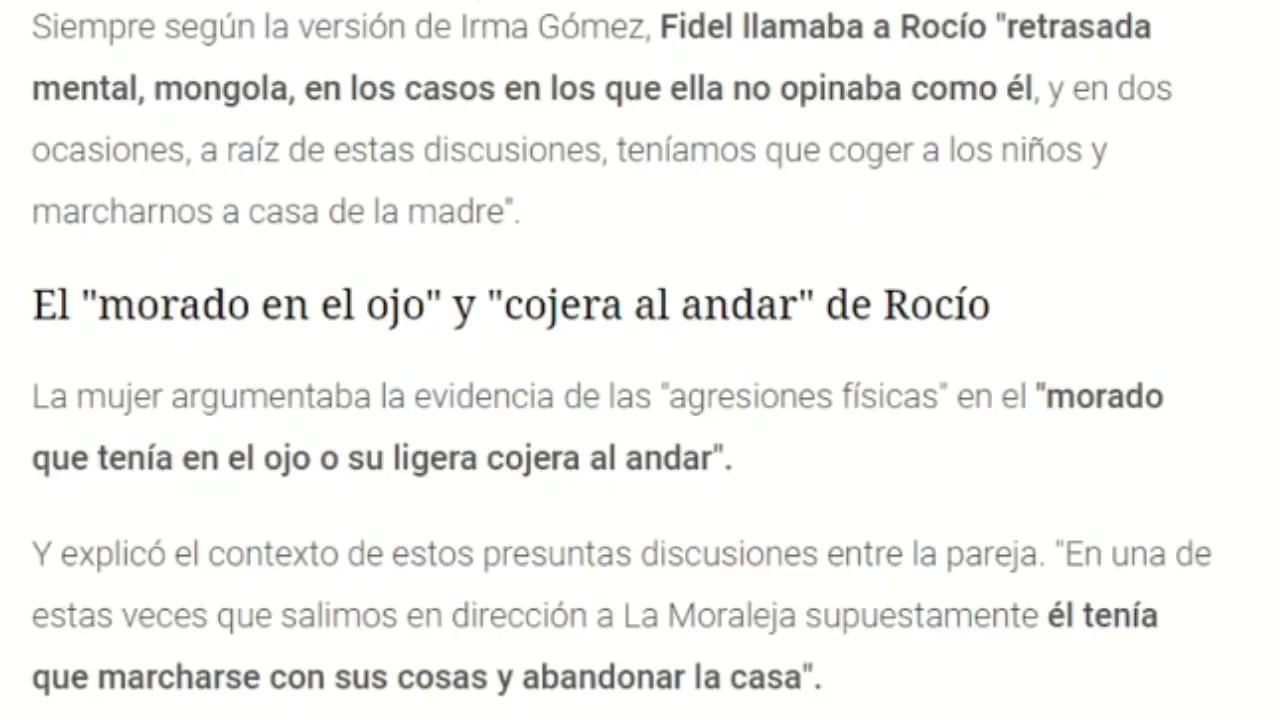 Siempre según la versión de Irma Gómez, Fidel llamaba a Rocío "retrasada
mental, mongola, en los casos en los que ella no opinaba como él, y en dos
ocasiones, a raíz de estas discusiones, teníamos que coger a los niños y
marcharnos a casa de la madre".
El "morado en el ojo" y "cojera al andar" de Rocío
La mujer argumentaba la evidencia de las "agresiones físicas" en el "morado
que tenía en el ojo o su ligera cojera al andar".
Y explicó el contexto de estos presuntas discusiones entre la pareja. "En una de
estas veces que salimos en dirección a La Moraleja supuestamente él tenía
que marcharse con sus cosas y abandonar la casa".